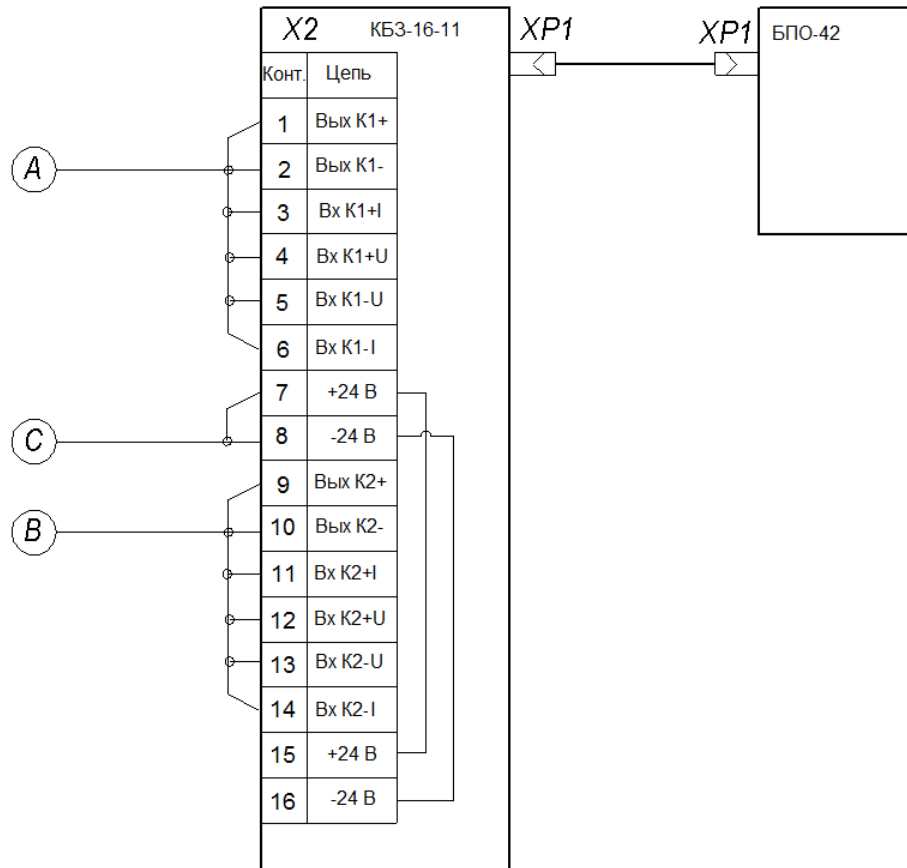 X2 КБЗ-16-11 XP1 XP1 БПО-42
Конт. Цепь
1 Вых К1+
A 2 Вых К1-
3 Вх К1+I
4 Вх К1+U
5 Вх К1-U
6 Вх К1-I
7 +24 В
C 8 -24 В
9 Вых К2+
B 10 Вых К2-
11 Вх К2+I
12 Вх К2+U
13 Вх К2-U
14 Вх К2-I
15 +24 В
16 -24 В